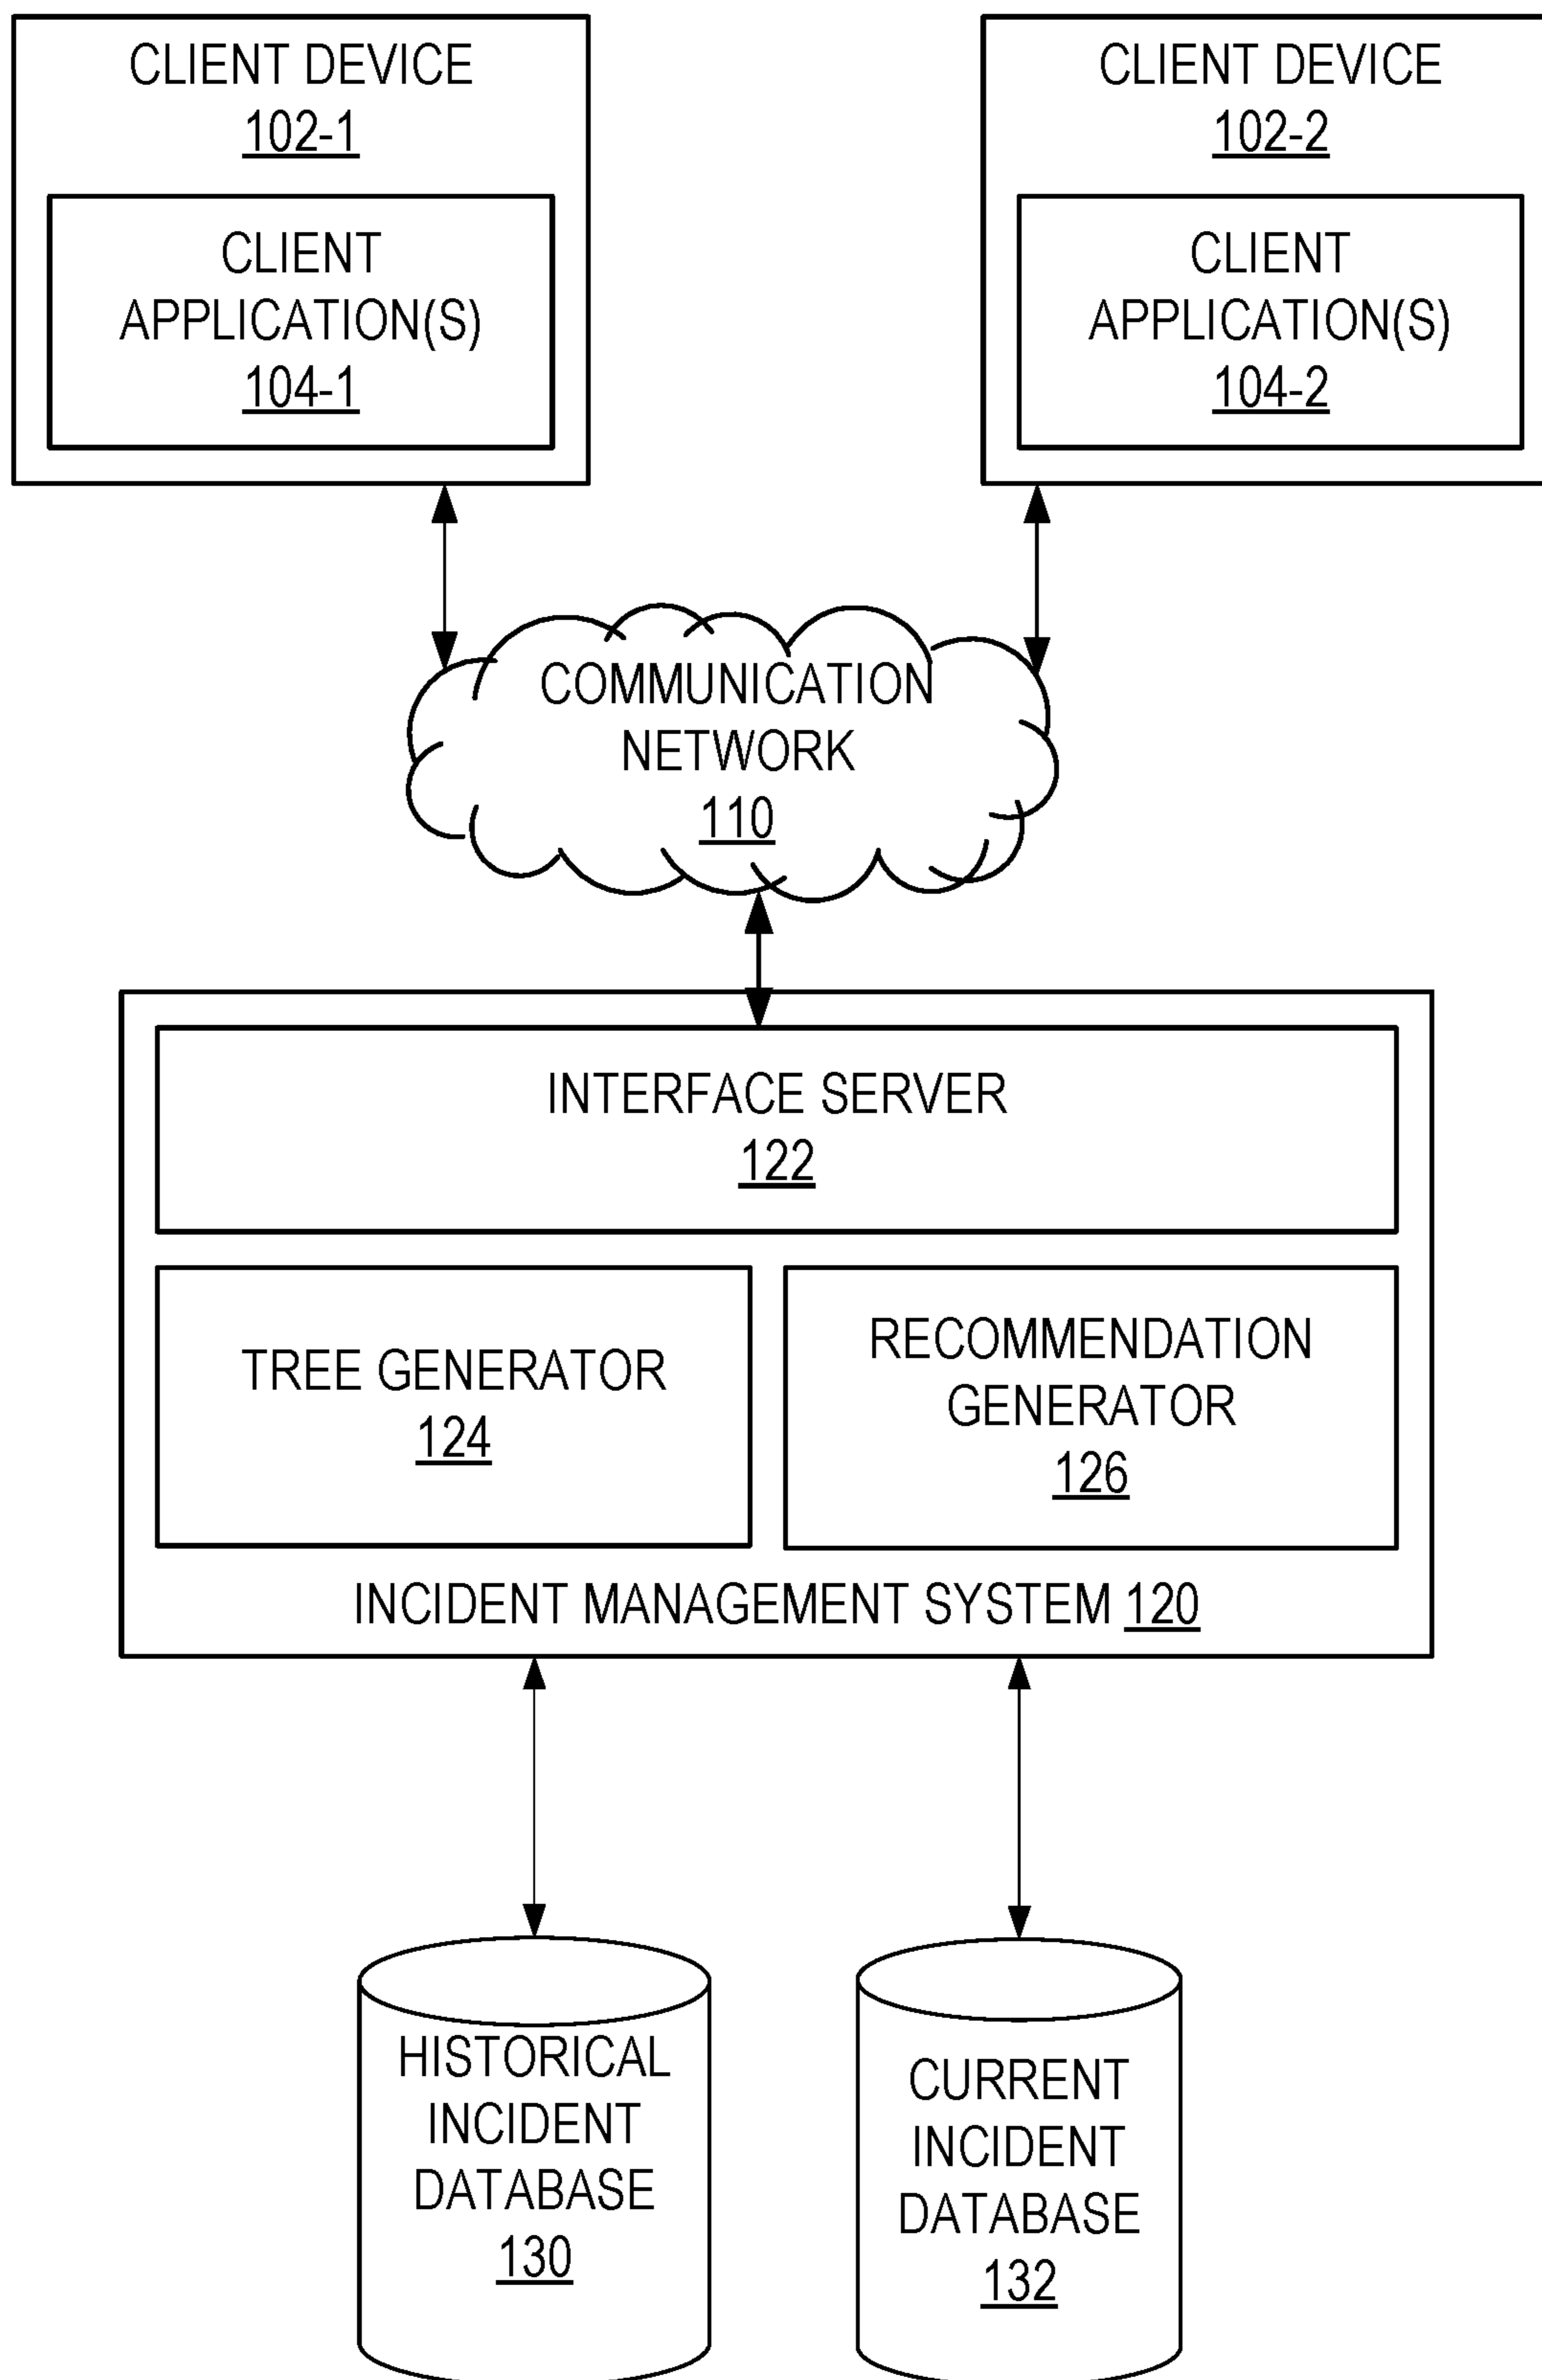 CLIENT DEVICE
102-1
CLIENT
APPLICATION(S)
104-1
CLIENT DEVICE
102-2
CLIENT
APPLICATION(S)
104-2
COMMUNICATION
NETWORK
110
INTERFACE SERVER
122
TREE GENERATOR
124
RECOMMENDATION
GENERATOR
126
INCIDENT MANAGEMENT SYSTEM 120
HISTORICAL
INCIDENT
DATABASE
130
CURRENT
INCIDENT
DATABASE
132